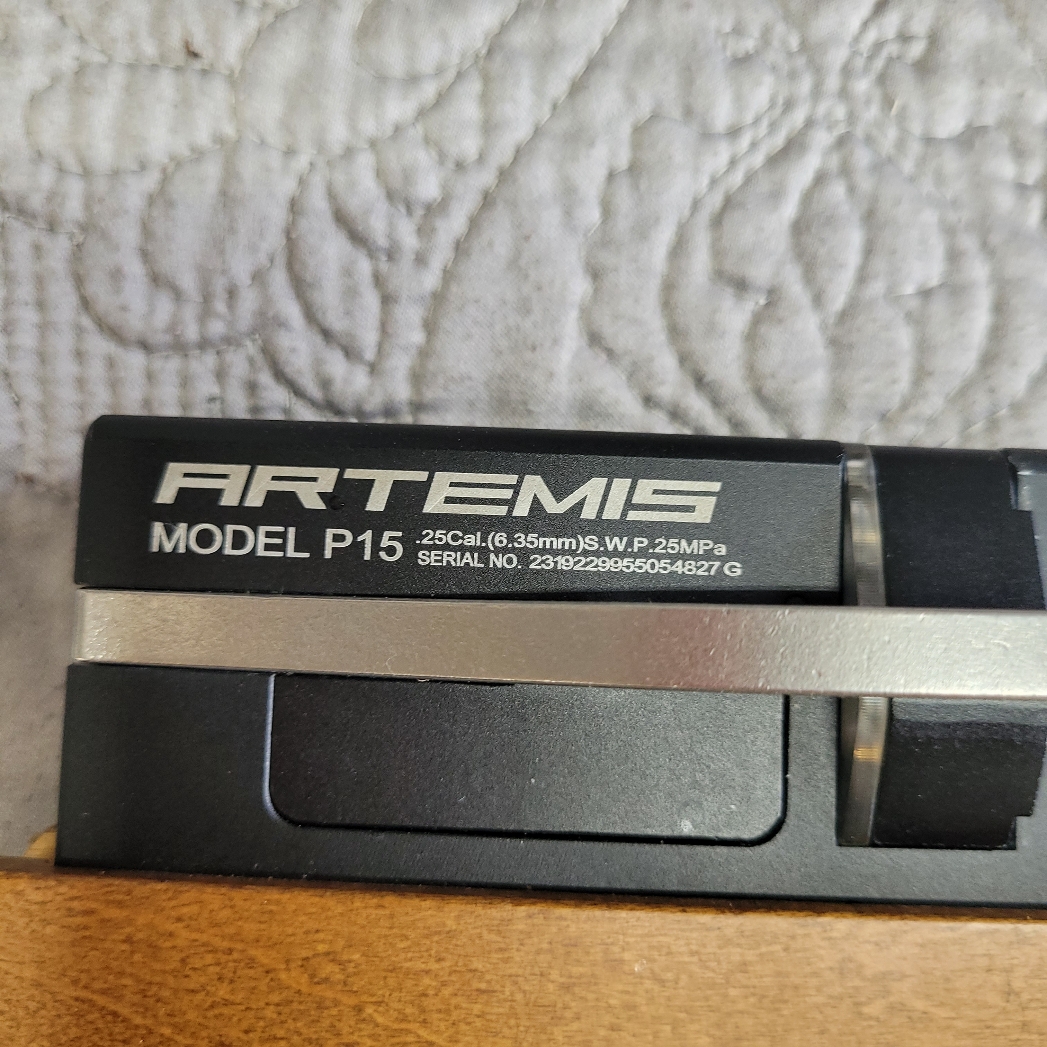 ARTEMIS
MODEL P15 .25Cal.(6.35mm)S.W.P.25MPa
SERIAL NO. 2319229955054827 G